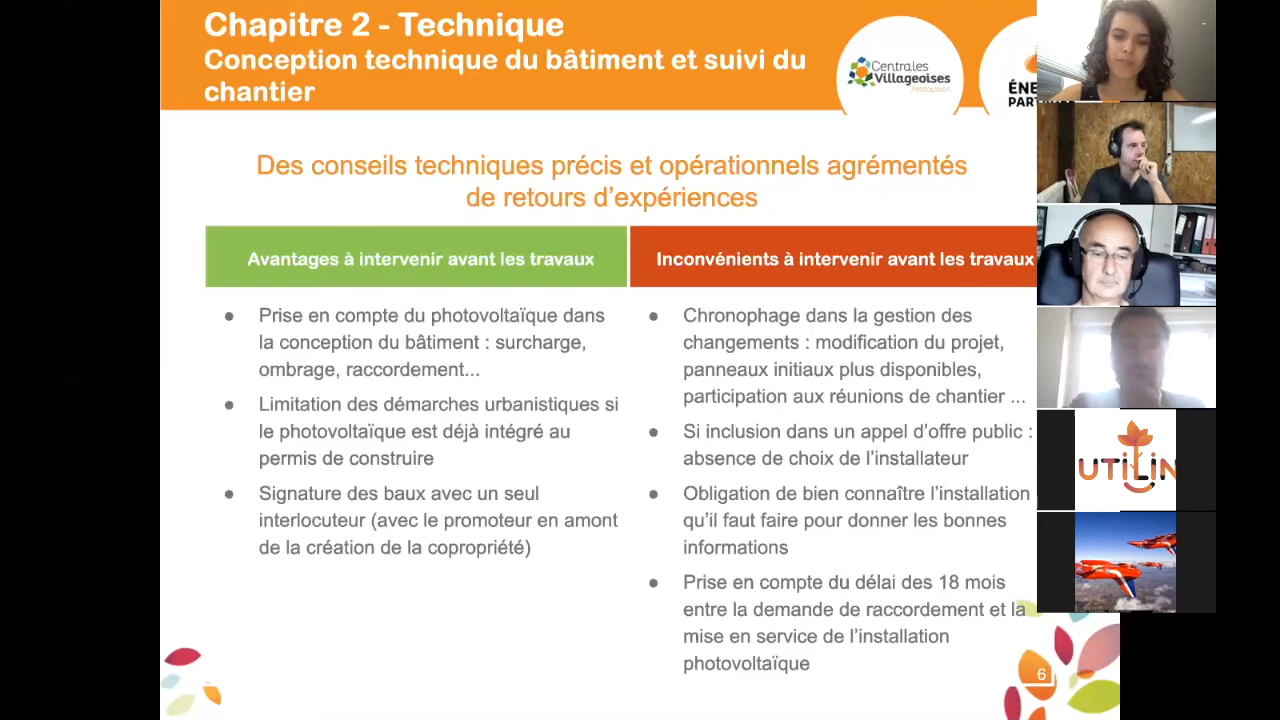 Chapitre 2 - Technique
Conception technique du bâtiment et suivi du
chantier
Centrales
Villageoises
Association
Des conseils techniques précis et opérationnels agrémentés
de retours d'expériences
Avantages à intervenir avant les travaux
Inconvénients à intervenir avant les travaux
● Prise en compte du photovoltaïque dans
la conception du bâtiment : surcharge,
ombrage, raccordement...
● Limitation des démarches urbanistiques si
le photovoltaïque est déjà intégré au
permis de construire
● Signature des baux avec un seul
interlocuteur (avec le promoteur en amont
de la création de la copropriété)
● Chronophage dans la gestion des
changements : modification du projet,
panneaux initiaux plus disponibles,
participation aux réunions de chantier ...
● Si inclusion dans un appel d'offre public :
absence de choix de l'installateur
● Obligation de bien connaître l'installation
qu'il faut faire pour donner les bonnes
informations
● Prise en compte du délai des 18 mois
entre la demande de raccordement et la
mise en service de l'installation
photovoltaïque
UTILIN
6